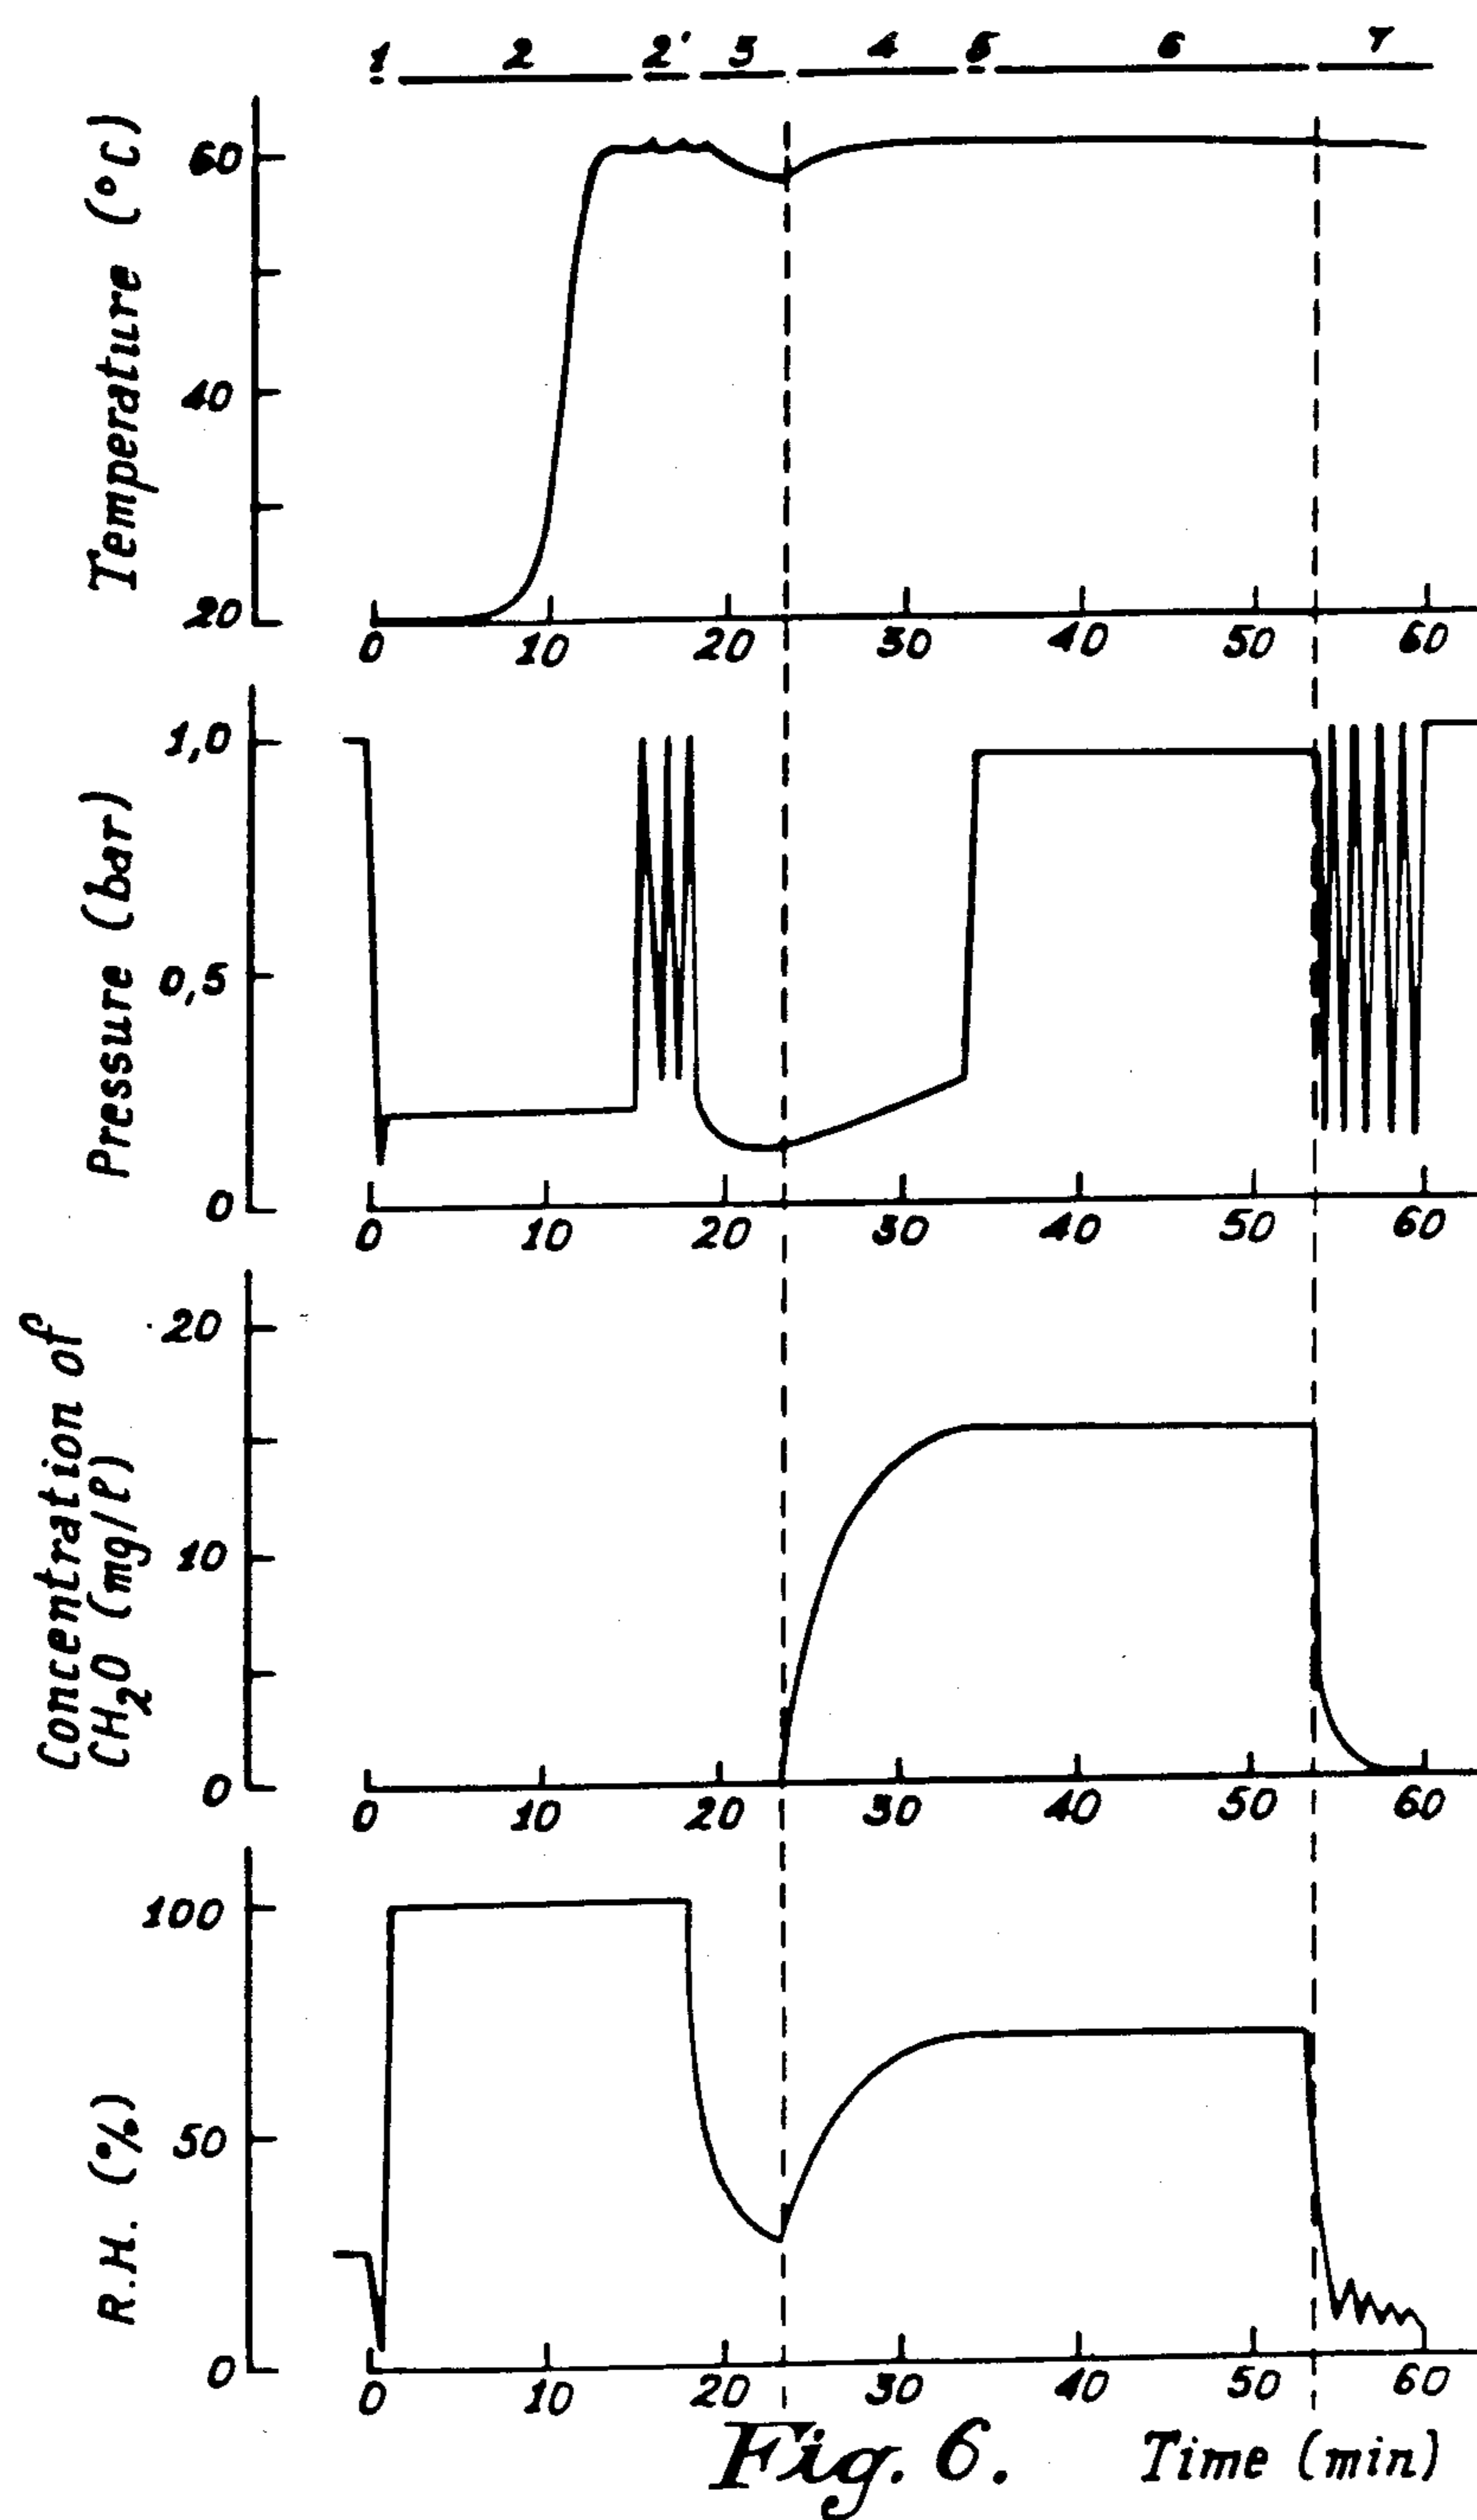 1 2 2' 3 4 5 6 7
Temperature (°C)
60
40
20
0 10 20 30 40 50 60
Pressure (bar)
1,0
0,5
0
0 10 20 30 40 50 60
Concentration of
CH2O (mg/l)
20
10
0
0 10 20 30 40 50 60
R.H. (%)
100
50
0
0 10 20 30 40 50 60
Fig. 6. Time (min)